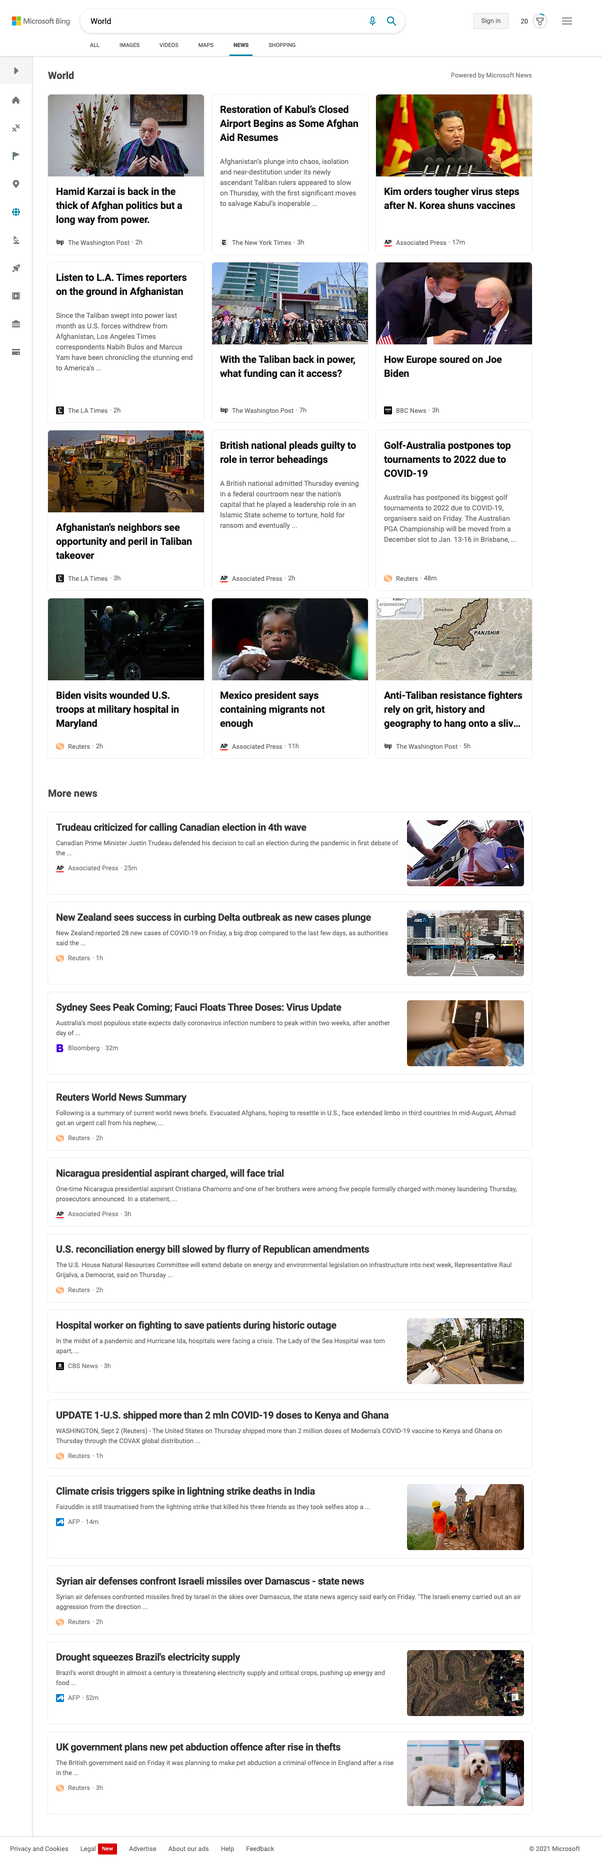 Microsoft Bing
World
Sign in
20
ALL
IMAGES
VIDEOS
MAPS
NEWS
SHOPPING
World
Powered by Microsoft News
Hamid Karzai is back in the
thick of Afghan politics but a
long way from power.
wp The Washington Post · 2h
Restoration of Kabul's Closed
Airport Begins as Some Afghan
Aid Resumes
Afghanistan's plunge into chaos, isolation
and near-destitution under its newly
ascendant Taliban rulers appeared to slow
on Thursday, with the first significant moves
to salvage Kabul's inoperable ...
The New York Times · 3h
Kim orders tougher virus steps
after N. Korea shuns vaccines
AP Associated Press · 17m
Listen to L.A. Times reporters
on the ground in Afghanistan
Since the Taliban swept into power last
month as U.S. forces withdrew from
Afghanistan, Los Angeles Times
correspondents Nabih Bulos and Marcus
Yam have been chronicling the stunning end
to America's ...
The LA Times · 2h
With the Taliban back in power,
what funding can it access?
wp The Washington Post · 7h
How Europe soured on Joe
Biden
BBC News · 3h
Afghanistan's neighbors see
opportunity and peril in Taliban
takeover
The LA Times · 3h
British national pleads guilty to
role in terror beheadings
A British national admitted Thursday evening
in a federal courtroom near the nation's
capital that he played a leadership role in an
Islamic State scheme to torture, hold for
ransom and eventually ...
AP Associated Press · 2h
Golf-Australia postpones top
tournaments to 2022 due to
COVID-19
Australia has postponed its biggest golf
tournaments to 2022 due to COVID-19,
organisers said on Friday. The Australian
PGA Championship will be moved from a
December slot to Jan. 13-16 in Brisbane, ...
Reuters · 48m
Biden visits wounded U.S.
troops at military hospital in
Maryland
Reuters · 2h
Mexico president says
containing migrants not
enough
AP Associated Press · 11h
AFGHANISTAN
PANJSHIR
Anti-Taliban resistance fighters
rely on grit, history and
geography to hang onto a sliv...
wp The Washington Post · 5h
More news
Trudeau criticized for calling Canadian election in 4th wave
Canadian Prime Minister Justin Trudeau defended his decision to call an election during the pandemic in first debate of
the ...
AP Associated Press · 25m
New Zealand sees success in curbing Delta outbreak as new cases plunge
New Zealand reported 28 new cases of COVID-19 on Friday, a big drop compared to the last few days, as authorities
said the ...
Reuters · 1h
Sydney Sees Peak Coming; Fauci Floats Three Doses: Virus Update
Australia's most populous state expects daily coronavirus infection numbers to peak within two weeks, after another
day of ...
B Bloomberg · 32m
Reuters World News Summary
Following is a summary of current world news briefs. Evacuated Afghans, hoping to resettle in U.S., face extended limbo in third countries In mid-August, Ahmad
got an urgent call from his nephew, ...
Reuters · 2h
Nicaragua presidential aspirant charged, will face trial
One-time Nicaragua presidential aspirant Cristiana Chamorro and one of her brothers were among five people formally charged with money laundering Thursday,
prosecutors announced. In a statement, ...
AP Associated Press · 3h
U.S. reconciliation energy bill slowed by flurry of Republican amendments
The U.S. House Natural Resources Committee will extend debate on energy and environmental legislation on infrastructure into next week, Representative Raul
Grijalva, a Democrat, said on Thursday ...
Reuters · 2h
Hospital worker on fighting to save patients during historic outage
In the midst of a pandemic and Hurricane Ida, hospitals were facing a crisis. The Lady of the Sea Hospital was torn
apart, ...
CBS News · 3h
UPDATE 1-U.S. shipped more than 2 mln COVID-19 doses to Kenya and Ghana
WASHINGTON, Sept 2 (Reuters) - The United States on Thursday shipped more than 2 million doses of Moderna's COVID-19 vaccine to Kenya and Ghana on
Thursday through the COVAX global distribution ...
Reuters · 1h
Climate crisis triggers spike in lightning strike deaths in India
Faizuddin is still traumatised from the lightning strike that killed his three friends as they took selfies atop a ...
AFP · 14m
Syrian air defenses confront Israeli missiles over Damascus - state news
Syrian air defenses confronted missiles fired by Israel in the skies over Damascus, the state news agency said early on Friday. "The Israeli enemy carried out an air
aggression from the direction ...
Reuters · 2h
Drought squeezes Brazil's electricity supply
Brazil's worst drought in almost a century is threatening electricity supply and critical crops, pushing up energy and
food ...
AFP · 52m
UK government plans new pet abduction offence after rise in thefts
The British government said on Friday it was planning to make pet abduction a criminal offence in England after a rise
in the ...
Reuters · 3h
Privacy and Cookies
Legal New
Advertise
About our ads
Help
Feedback
© 2021 Microsoft